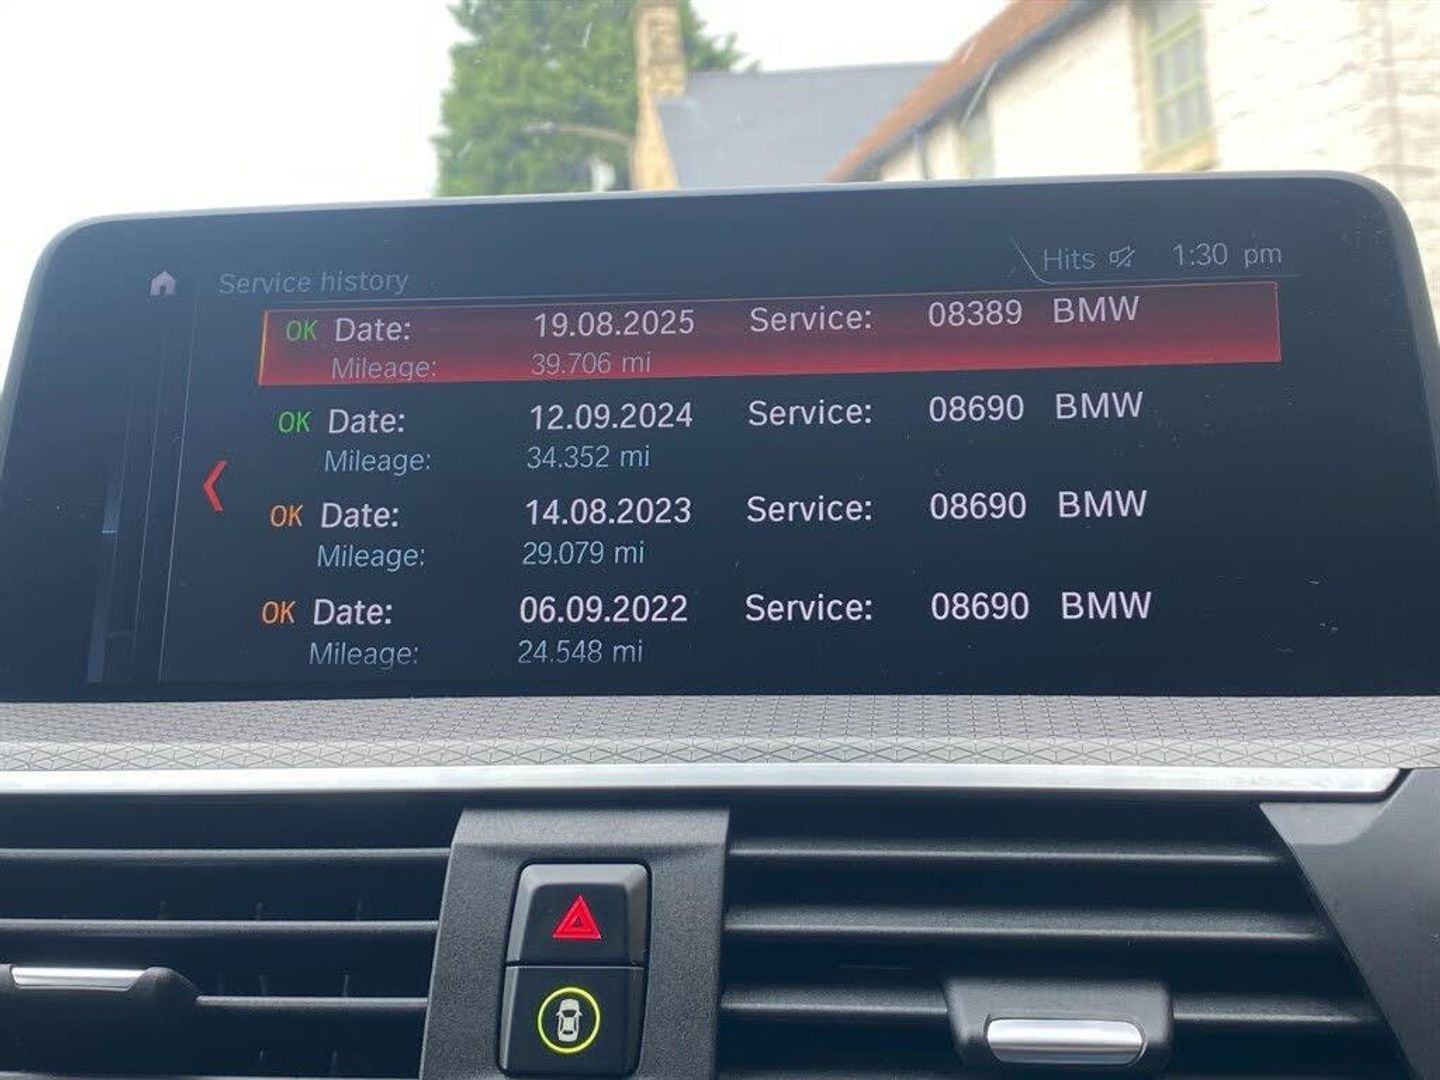 Service history Hits 1:30 pm
OK Date: 19.08.2025 Service: 08389 BMW
Mileage: 39.706 mi
OK Date: 12.09.2024 Service: 08690 BMW
Mileage: 34.352 mi
OK Date: 14.08.2023 Service: 08690 BMW
Mileage: 29.079 mi
OK Date: 06.09.2022 Service: 08690 BMW
Mileage: 24.548 mi